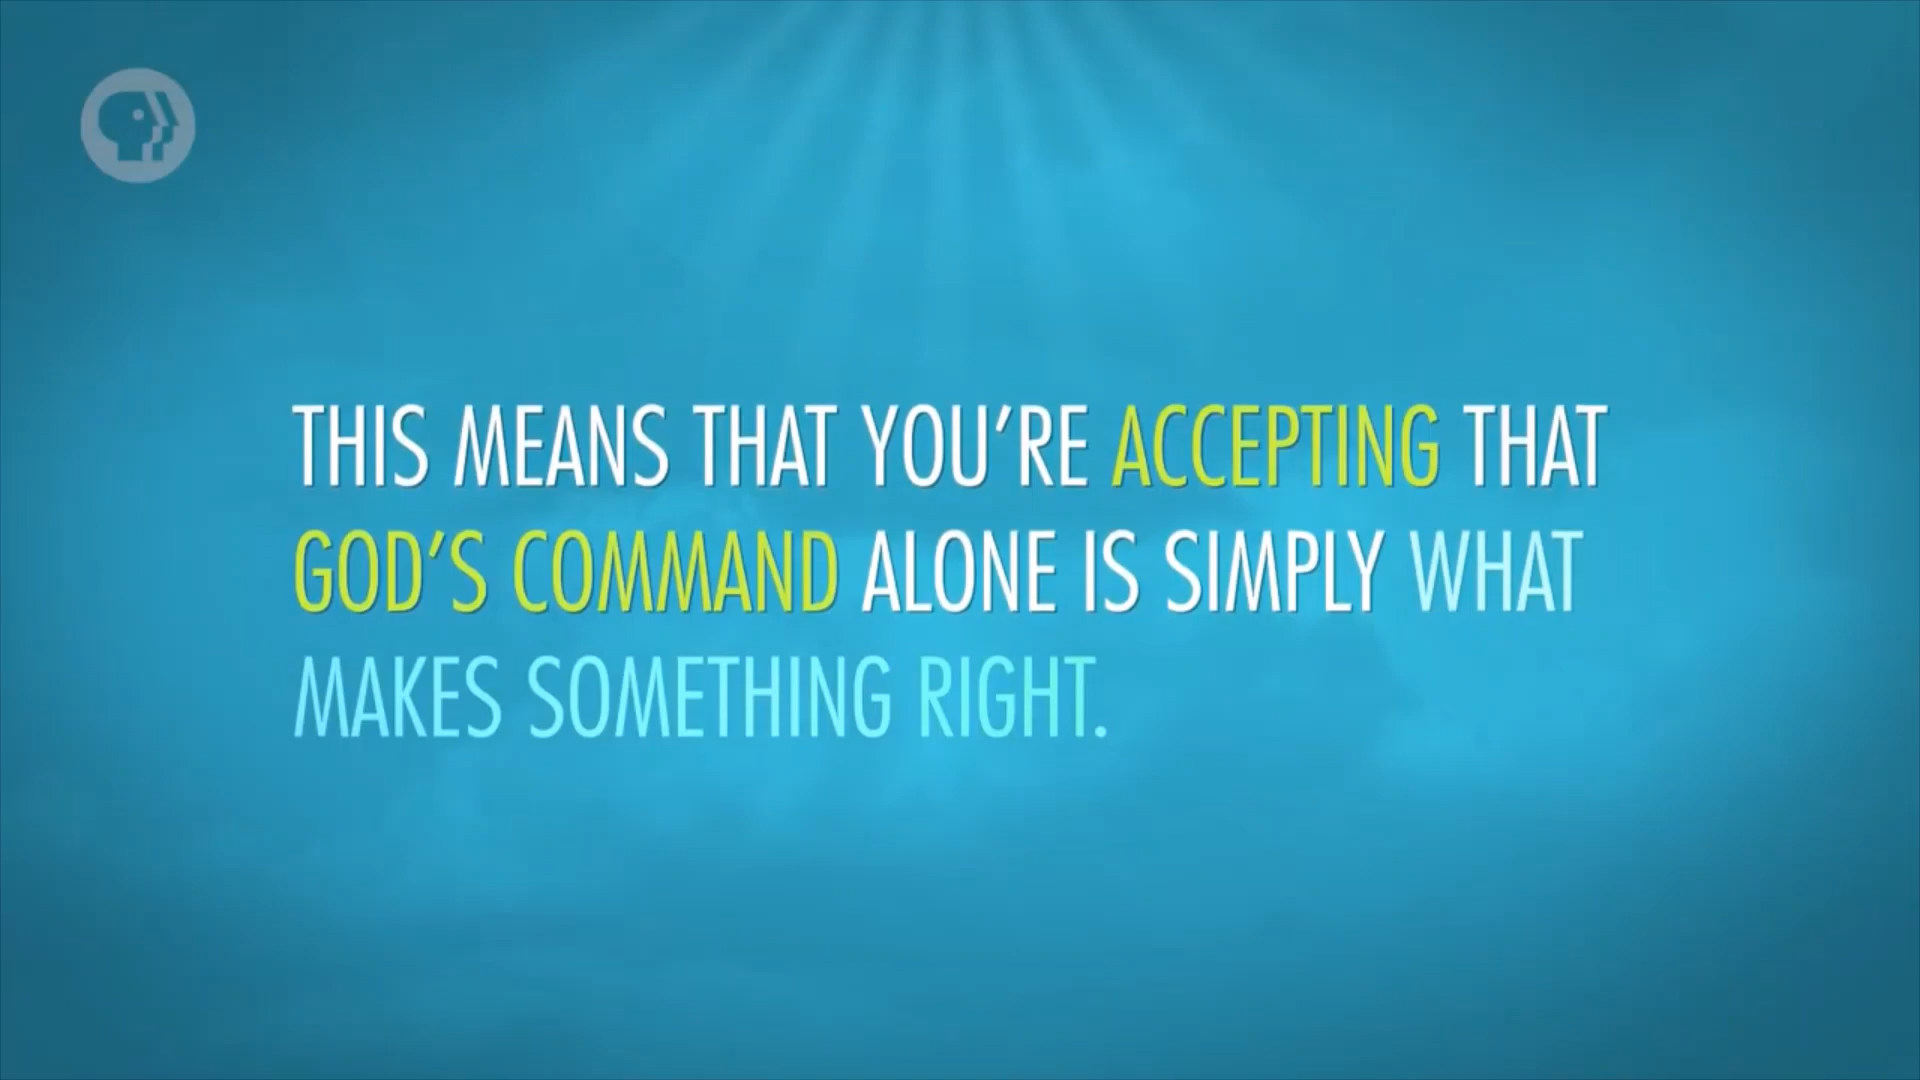 THIS MEANS THAT YOU'RE ACCEPTING THAT
GOD'S COMMAND ALONE IS SIMPLY WHAT
MAKES SOMETHING RIGHT.